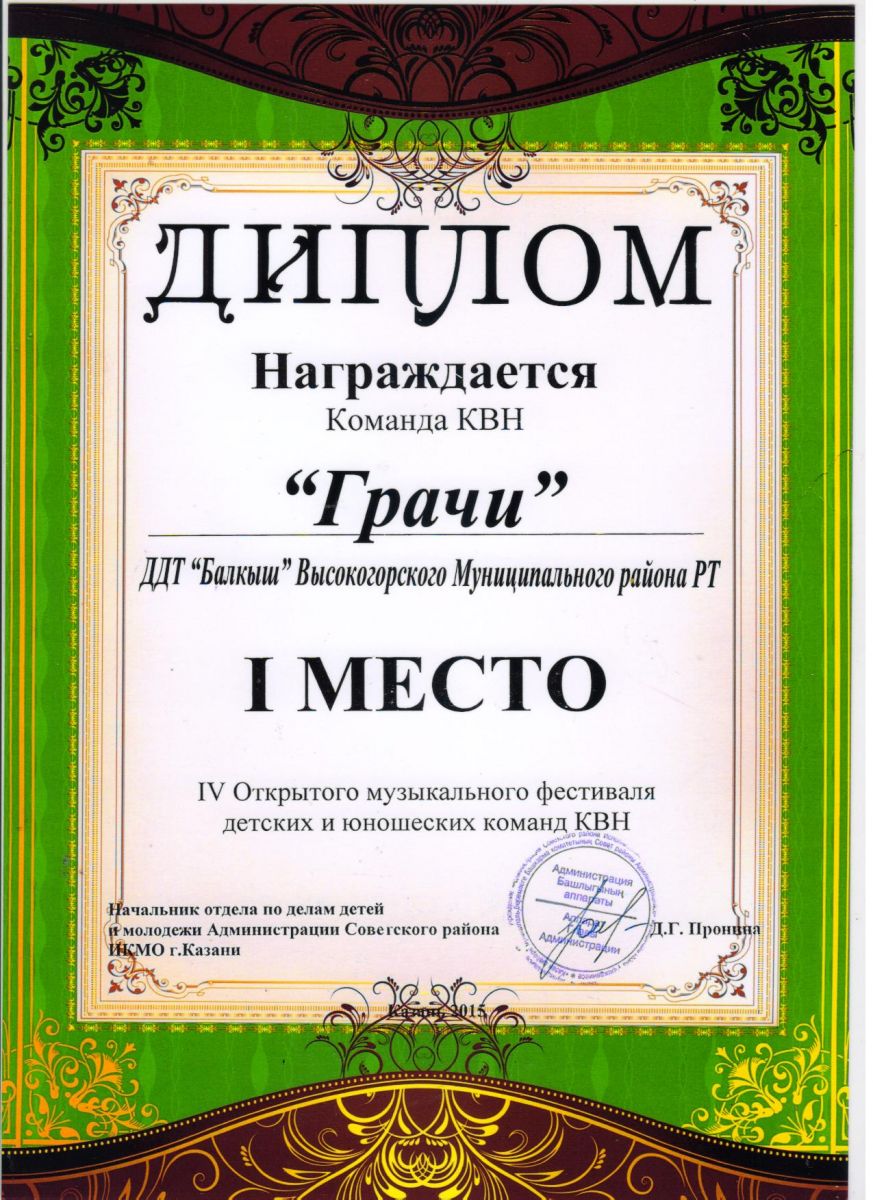 ДИПЛОМ
Награждается
Команда КВН
“Грачи”
ДДТ “Балкыш” Высокогорского Муниципального района РТ
I МЕСТО
IV Открытого музыкального фестиваля
детских и юношеских команд КВН
Начальник отдела по делам детей
и молодежи Администрации Советского района
ИКМО г.Казани
Администрация
Башлыгының
аппараты
Аппарат
Главы
Администрации
Д.Г. Пронина
Казань 2015